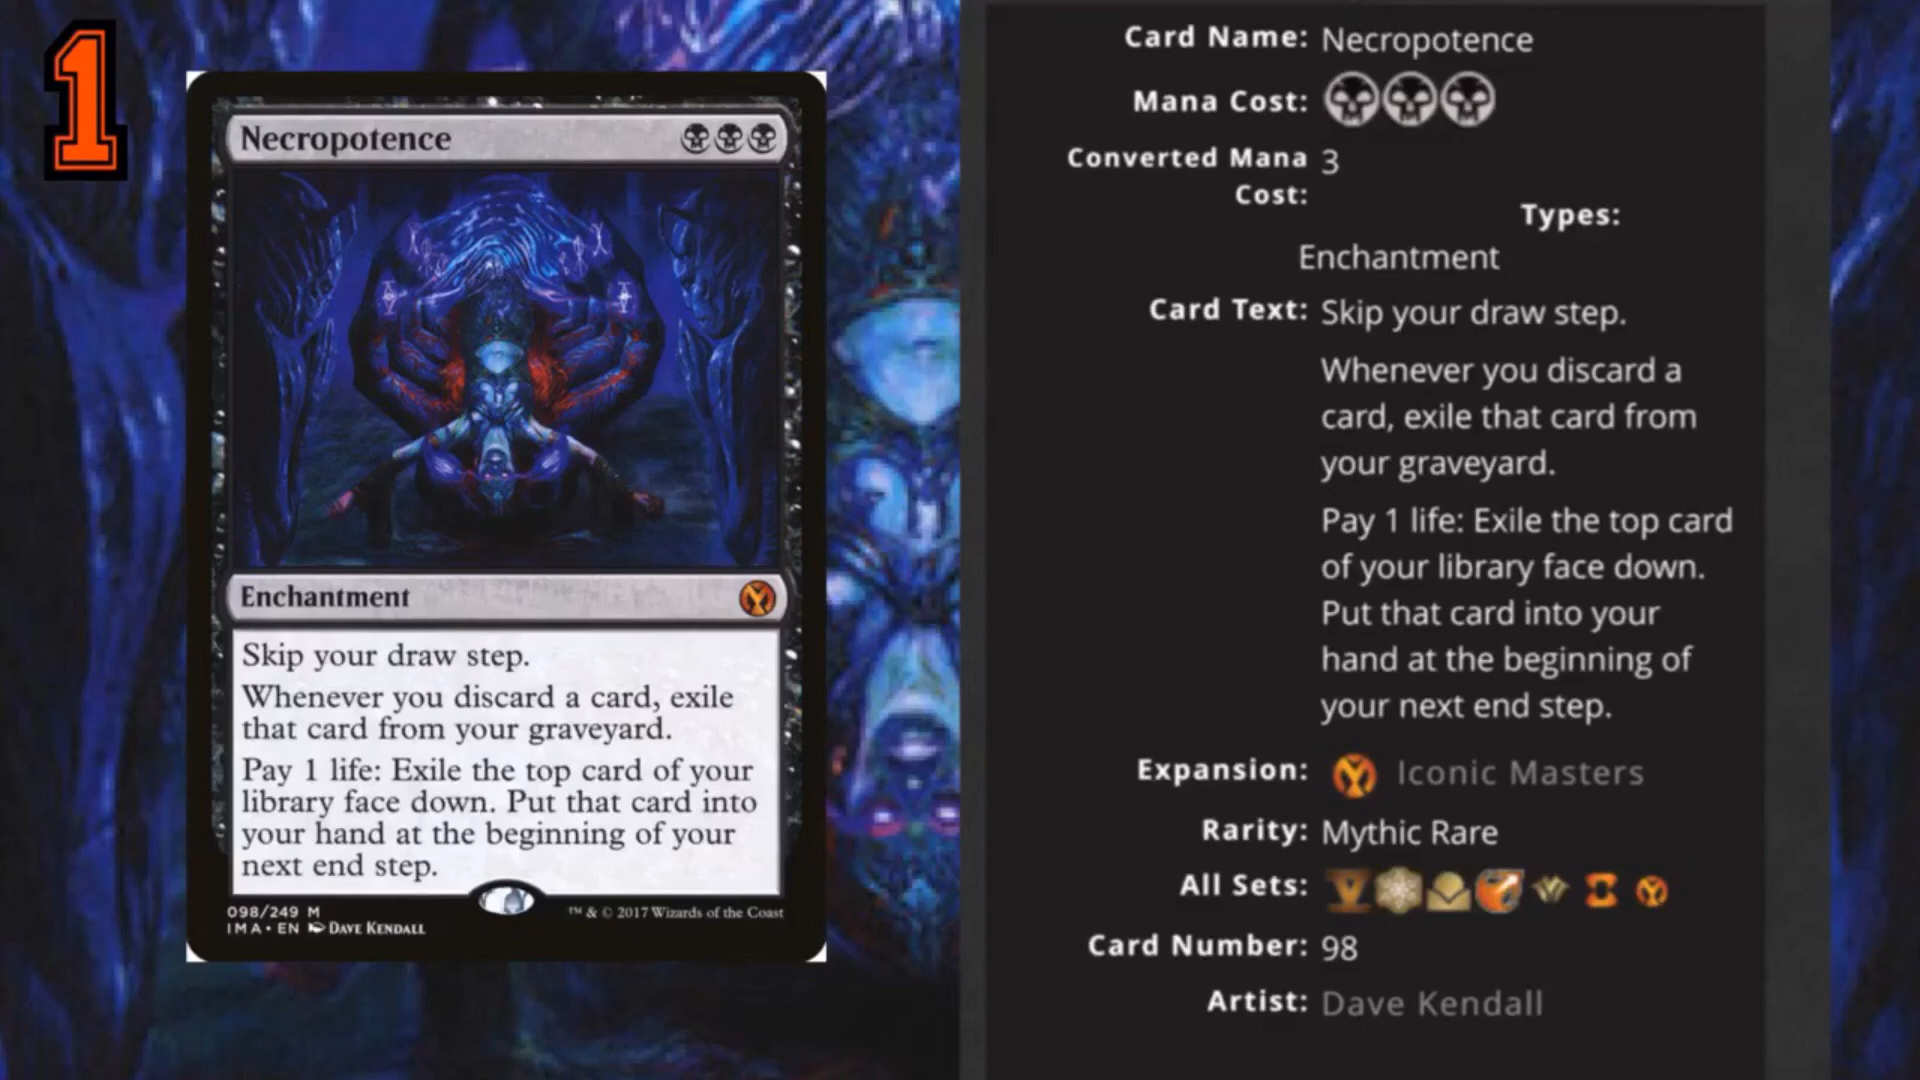 1
Necropotence
Enchantment
Skip your draw step.
Whenever you discard a card, exile
that card from your graveyard.
Pay 1 life: Exile the top card of your
library face down. Put that card into
your hand at the beginning of your
next end step.
098/249 M
IMA • EN DAVE KENDALL
™ & © 2017 Wizards of the Coast
Card Name: Necropotence
Mana Cost:
Converted Mana 3
Cost:
Types:
Enchantment
Card Text: Skip your draw step.
Whenever you discard a
card, exile that card from
your graveyard.
Pay 1 life: Exile the top card
of your library face down.
Put that card into your
hand at the beginning of
your next end step.
Expansion: Iconic Masters
Rarity: Mythic Rare
All Sets:
Card Number: 98
Artist: Dave Kendall